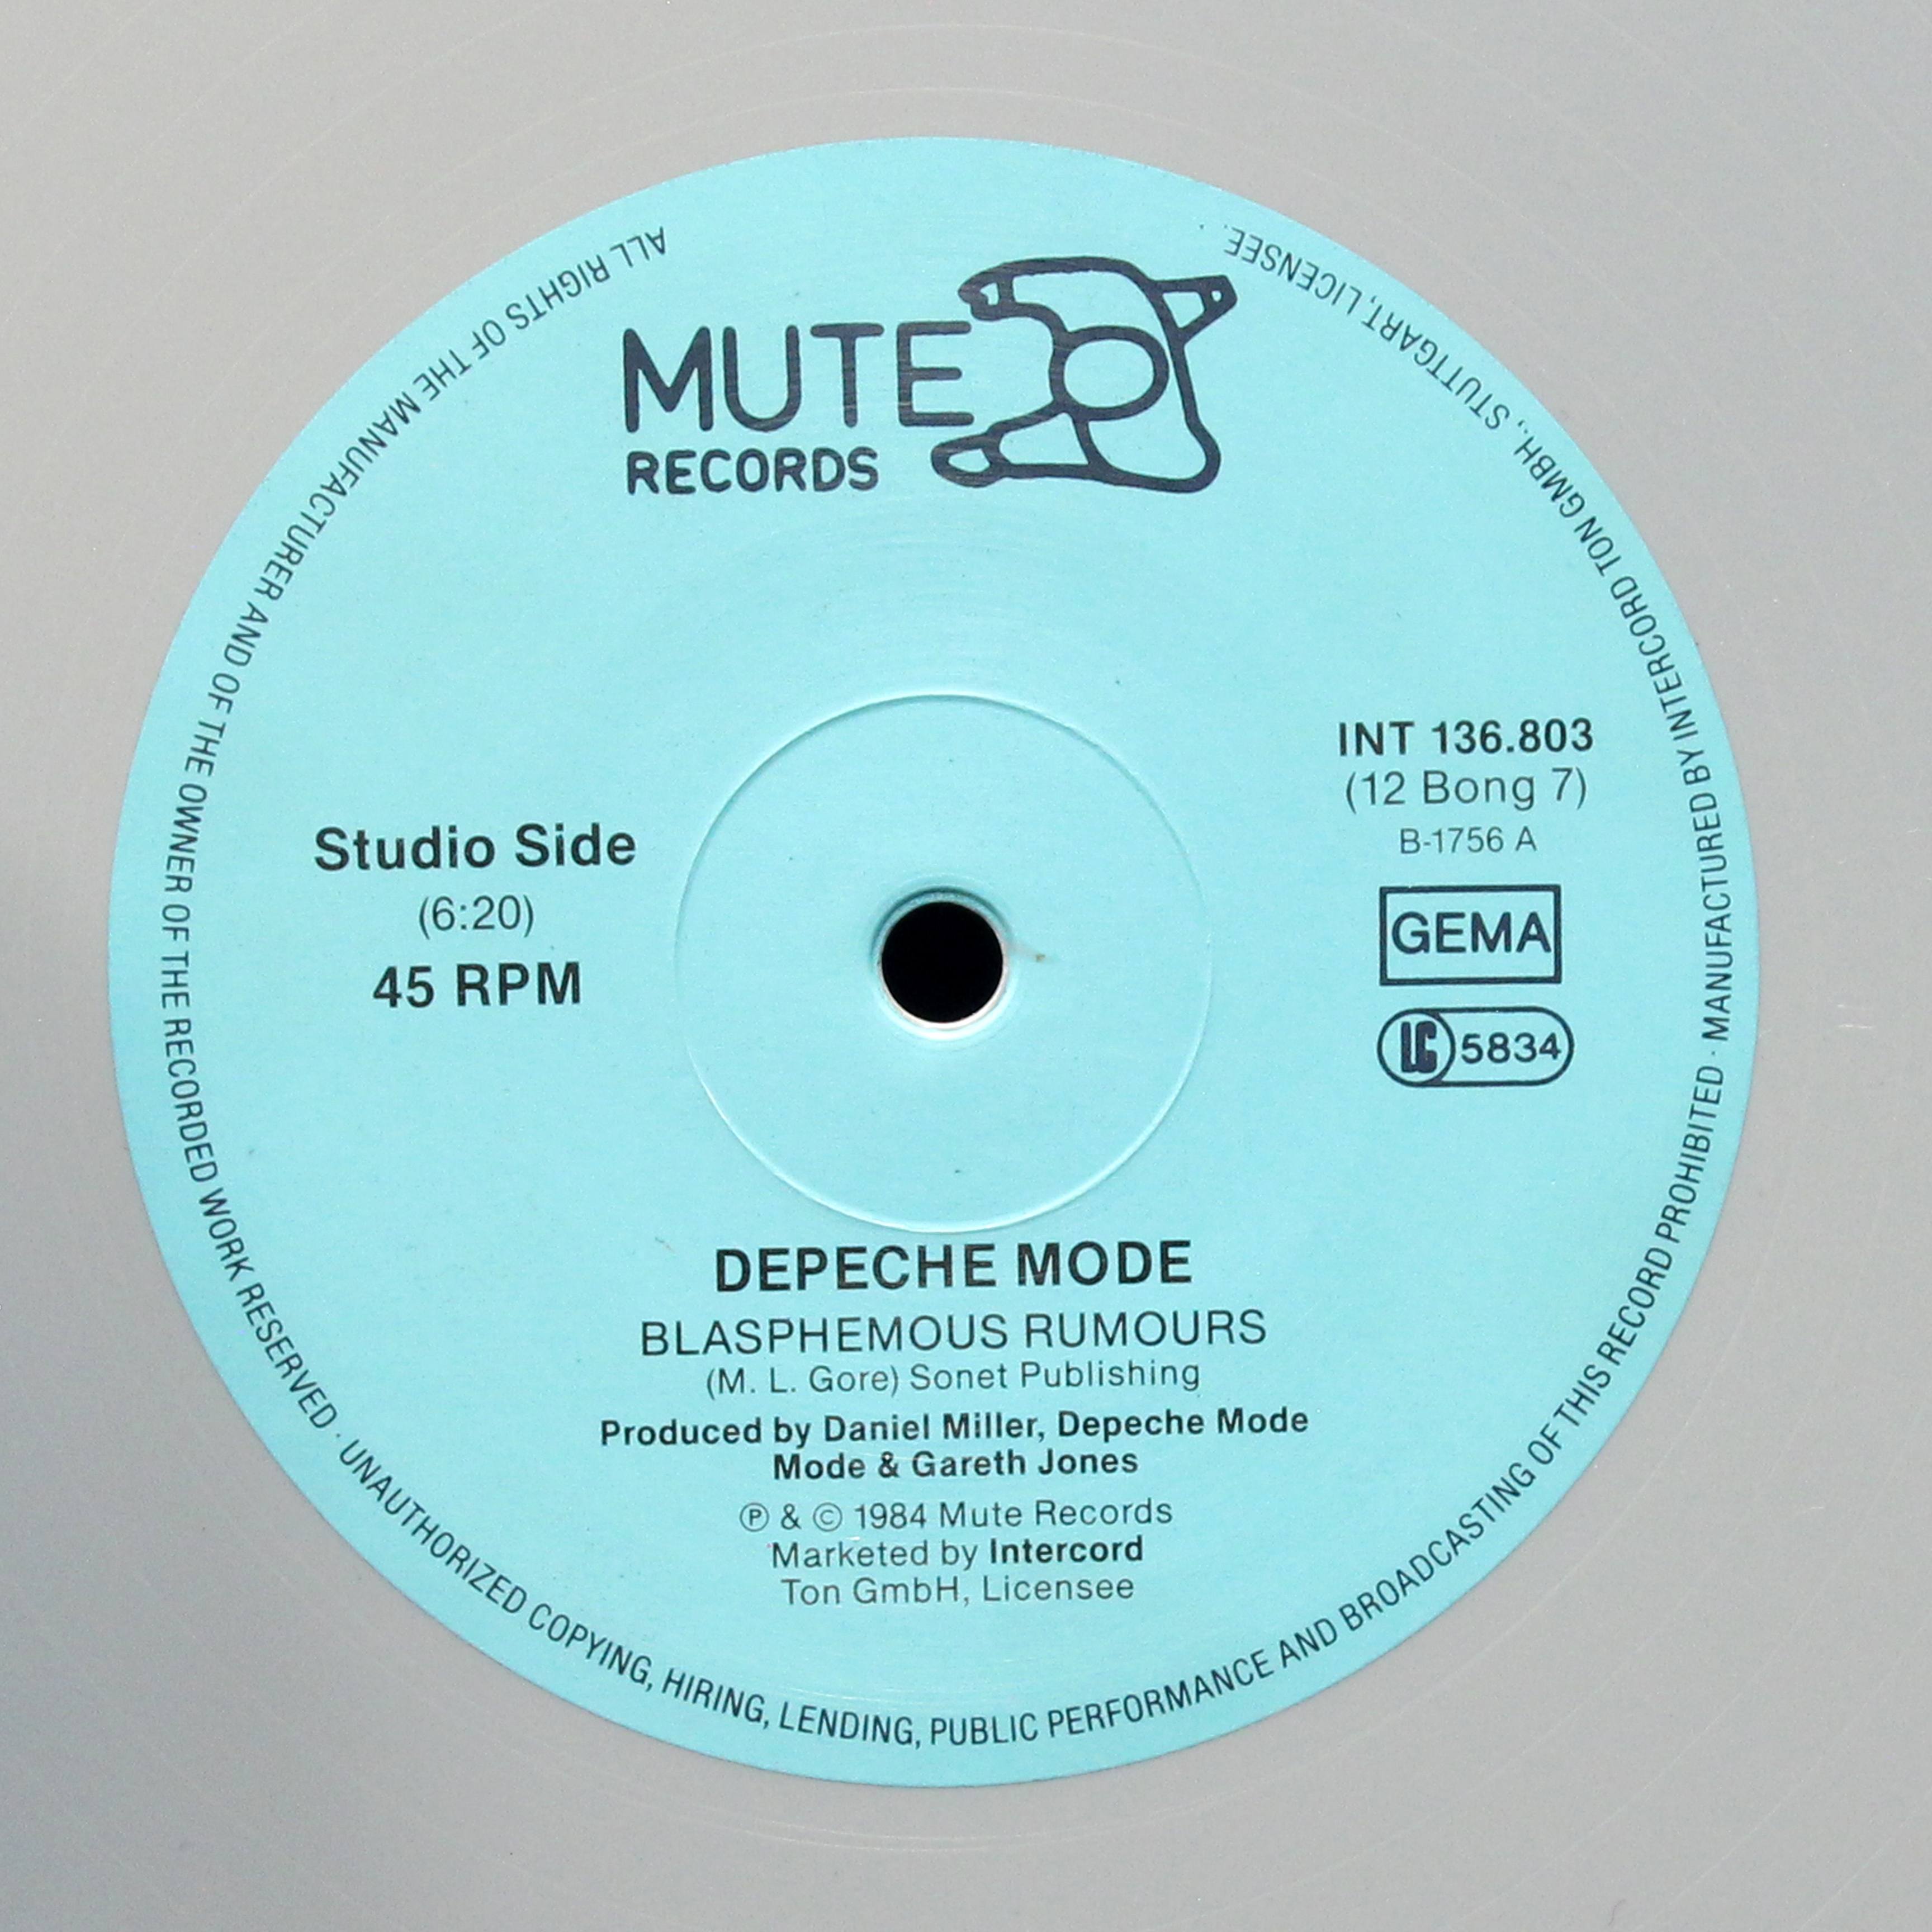 MUTE
RECORDS
INT 136.803
(12 Bong 7)
B-1756 A
GEMA
LC 5834
Studio Side
(6:20)
45 RPM
DEPECHE MODE
BLASPHEMOUS RUMOURS
(M. L. Gore) Sonet Publishing
Produced by Daniel Miller, Depeche Mode
Mode & Gareth Jones
℗ & © 1984 Mute Records
Marketed by Intercord
Ton GmbH, Licensee
ALL RIGHTS OF THE MANUFACTURER AND OF THE OWNER OF THE RECORDED WORK RESERVED · UNAUTHORIZED COPYING, HIRING, LENDING, PUBLIC PERFORMANCE AND BROADCASTING OF THIS RECORD PROHIBITED · MANUFACTURED BY INTERCORD TON GMBH., STUTTGART, LICENSEE.